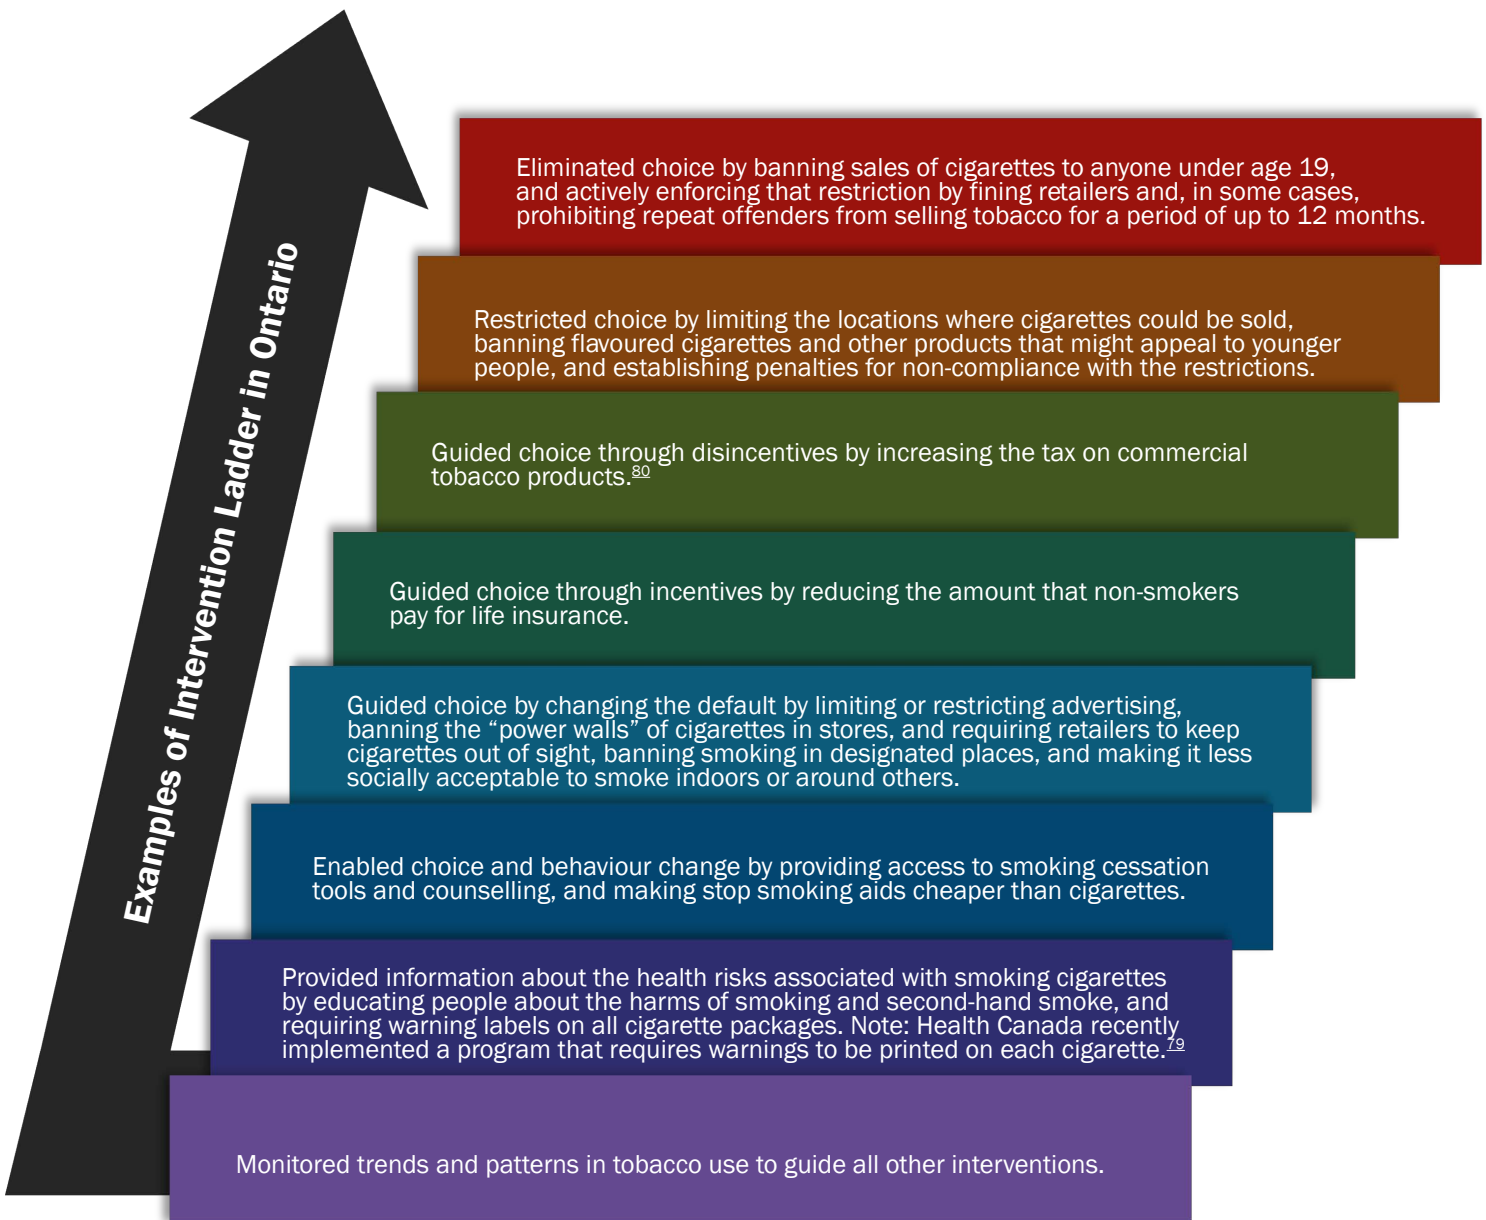 Examples of Intervention Ladder in Ontario
Eliminated choice by banning sales of cigarettes to anyone under age 19,
and actively enforcing that restriction by fining retailers and, in some cases,
prohibiting repeat offenders from selling tobacco for a period of up to 12 months.
Restricted choice by limiting the locations where cigarettes could be sold,
banning flavoured cigarettes and other products that might appeal to younger
people, and establishing penalties for non-compliance with the restrictions.
Guided choice through disincentives by increasing the tax on commercial
tobacco products.80
Guided choice through incentives by reducing the amount that non-smokers
pay for life insurance.
Guided choice by changing the default by limiting or restricting advertising,
banning the “power walls” of cigarettes in stores, and requiring retailers to keep
cigarettes out of sight, banning smoking in designated places, and making it less
socially acceptable to smoke indoors or around others.
Enabled choice and behaviour change by providing access to smoking cessation
tools and counselling, and making stop smoking aids cheaper than cigarettes.
Provided information about the health risks associated with smoking cigarettes
by educating people about the harms of smoking and second-hand smoke, and
requiring warning labels on all cigarette packages. Note: Health Canada recently
implemented a program that requires warnings to be printed on each cigarette.79
Monitored trends and patterns in tobacco use to guide all other interventions.